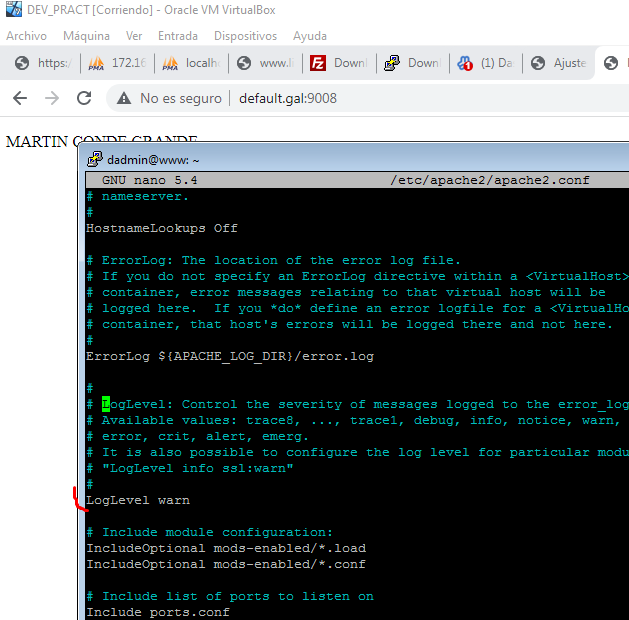 DEV_PRACT [Corriendo] - Oracle VM VirtualBox
Archivo Máquina Ver Entrada Dispositivos Ayuda
https: 172.16 localh www.l Downl Downl (1) Da Ajuste
No es seguro default.gal:9008
MARTIN CONDE GRANDE
dadmin@www: ~
GNU nano 5.4 /etc/apache2/apache2.conf
# nameserver.
#
HostnameLookups Off
# ErrorLog: The location of the error log file.
# If you do not specify an ErrorLog directive within a <VirtualHost>
# container, error messages relating to that virtual host will be
# logged here.  If you *do* define an error logfile for a <VirtualHo
# container, that host's errors will be logged there and not here.
#
ErrorLog ${APACHE_LOG_DIR}/error.log
#
# LogLevel: Control the severity of messages logged to the error_log
# Available values: trace8, ..., trace1, debug, info, notice, warn,
# error, crit, alert, emerg.
# It is also possible to configure the log level for particular modu
# "LogLevel info ssl:warn"
#
LogLevel warn
# Include module configuration:
IncludeOptional mods-enabled/*.load
IncludeOptional mods-enabled/*.conf
# Include list of ports to listen on
Include ports.conf